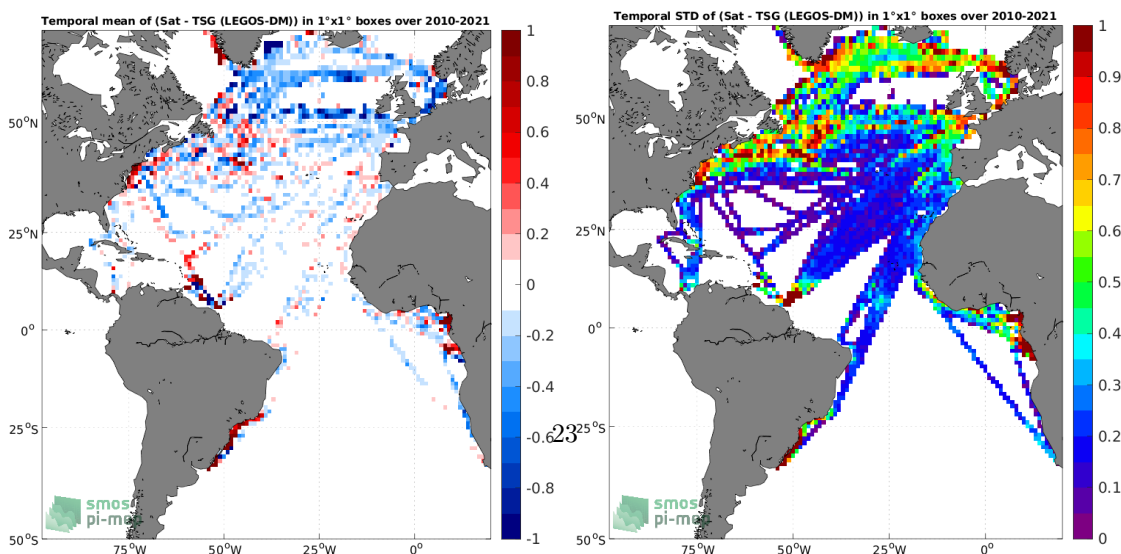 Temporal mean of (Sat - TSG (LEGOS-DM)) in 1°x1° boxes over 2010-2021
50°N
25°N
0°
25°S
50°S
75°W
50°W
25°W
0°
1
0.8
0.6
0.4
0.2
0
-0.2
-0.4
-0.6
-0.8
-1
smos
pi-mep
23
Temporal STD of (Sat - TSG (LEGOS-DM)) in 1°x1° boxes over 2010-2021
50°N
25°N
0°
25°S
50°S
75°W
50°W
25°W
0°
1
0.9
0.8
0.7
0.6
0.5
0.4
0.3
0.2
0.1
0
smos
pi-mep